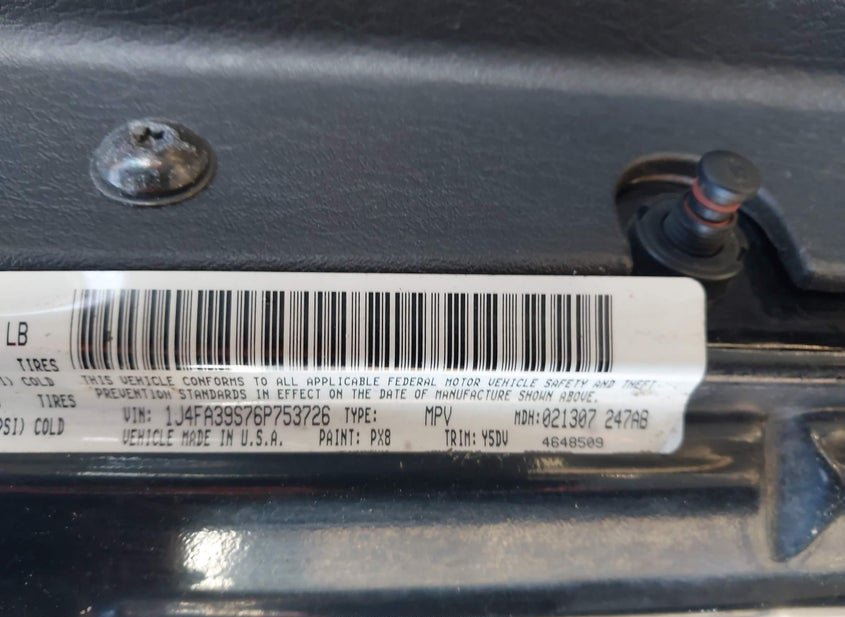 LB
TIRES
I) COLD
THIS VEHICLE CONFORMS TO ALL APPLICABLE FEDERAL MOTOR VEHICLE SAFETY AND THEFT
TIRES
PREVENTION STANDARDS IN EFFECT ON THE DATE OF MANUFACTURE SHOWN ABOVE.
PSI) COLD
VIN: 1J4FA39S76P753726 TYPE: MPV MDH:021307 247AB
VEHICLE MADE IN U.S.A. PAINT: PX8 TRIM: Y5DV 4648509